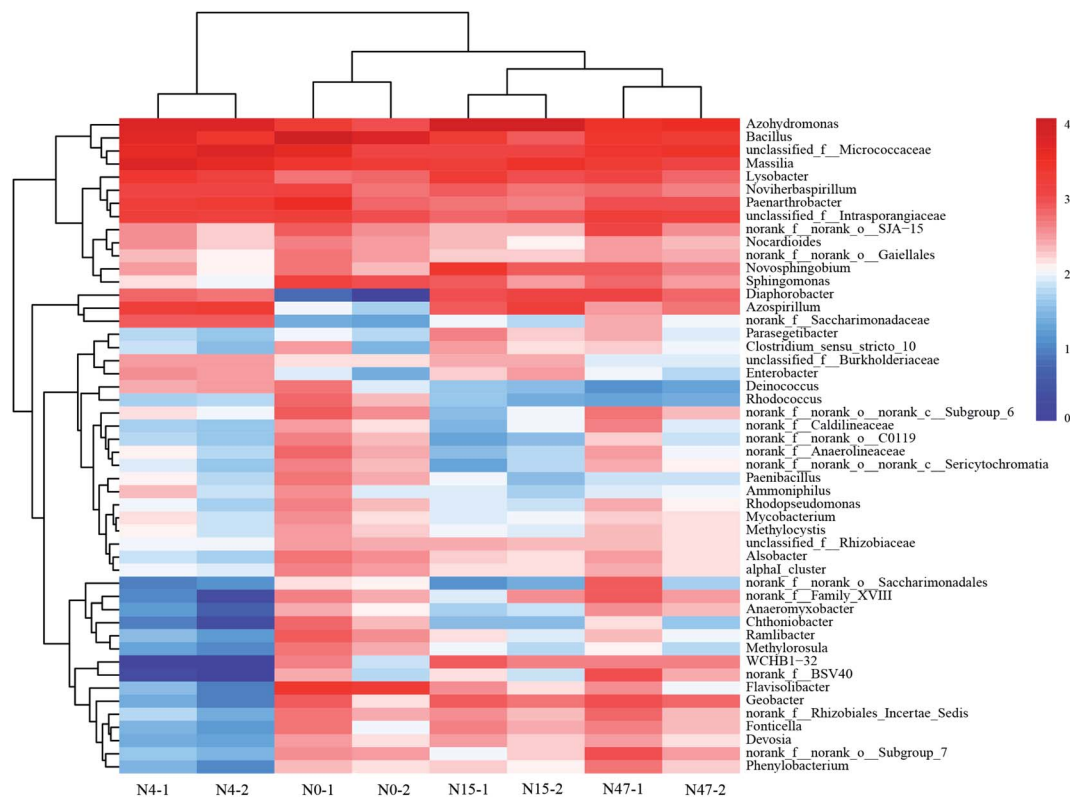 Azohydromonas
Bacillus
unclassified_f__Micrococcaceae
Massilia
Lysobacter
Noviherbaspirillum
Paenarthrobacter
unclassified_f__Intrasporangiaceae
norank_f__norank_o__SJA-15
Nocardioides
norank_f__norank_o__Gaiellales
Novosphingobium
Sphingomonas
Diaphorobacter
Azospirillum
norank_f__Saccharimonadaceae
Parasegetibacter
Clostridium_sensu_stricto_10
unclassified_f__Burkholderiaceae
Enterobacter
Deinococcus
Rhodococcus
norank_f__norank_o__norank_c__Subgroup_6
norank_f__Caldilineaceae
norank_f__norank_o__C0119
norank_f__Anaerolineaceae
norank_f__norank_o__norank_c__Sericytochromatia
Paenibacillus
Ammoniphilus
Rhodopseudomonas
Mycobacterium
Methylocystis
unclassified_f__Rhizobiaceae
Alsobacter
alphaI_cluster
norank_f__norank_o__Saccharimonadales
norank_f__Family_XVIII
Anaeromyxobacter
Chthoniobacter
Ramlibacter
Methylorosula
WCHB1-32
norank_f__BSV40
Flavisolibacter
Geobacter
norank_f__Rhizobiales_Incertae_Sedis
Fonticella
Devosia
norank_f__norank_o__Subgroup_7
Phenylobacterium
4
3
2
1
0
N4-1 N4-2 N0-1 N0-2 N15-1 N15-2 N47-1 N47-2